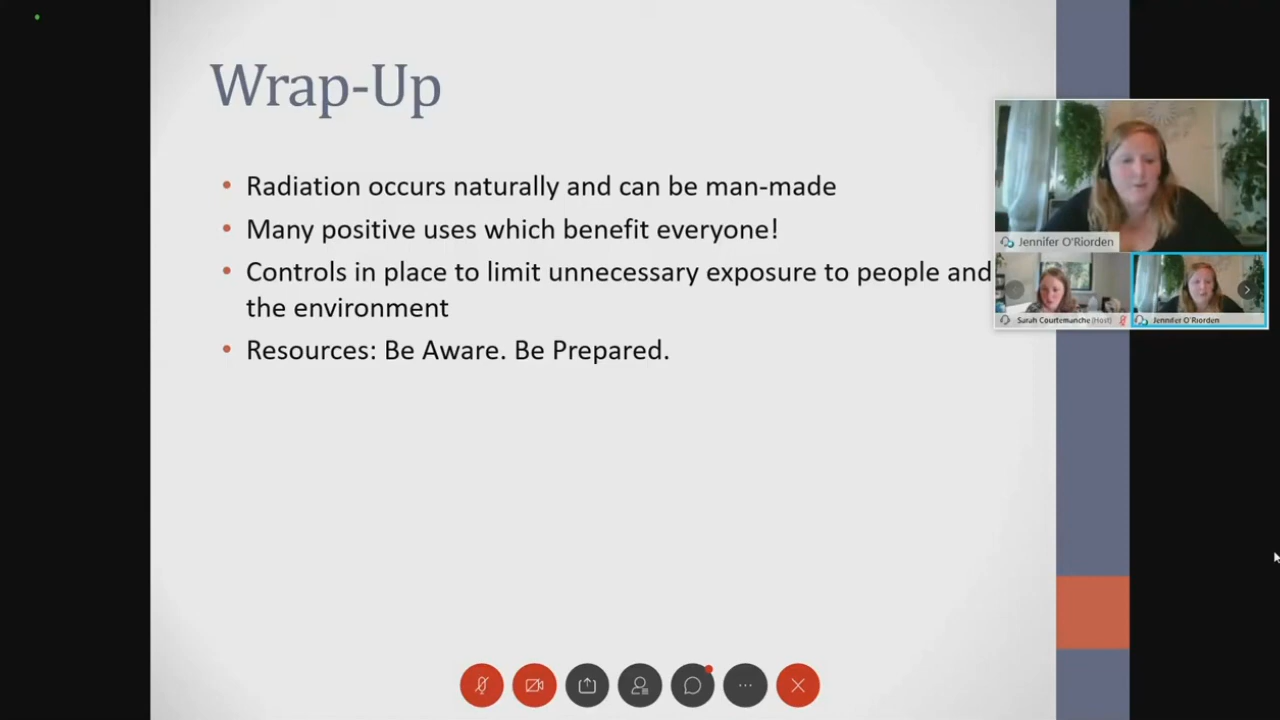 Wrap-Up
• Radiation occurs naturally and can be man-made
• Many positive uses which benefit everyone!
• Controls in place to limit unnecessary exposure to people and
the environment
• Resources: Be Aware. Be Prepared.
Jennifer O'Riorden
Sarah Courtemanche (Host)
Jennifer O'Riorden